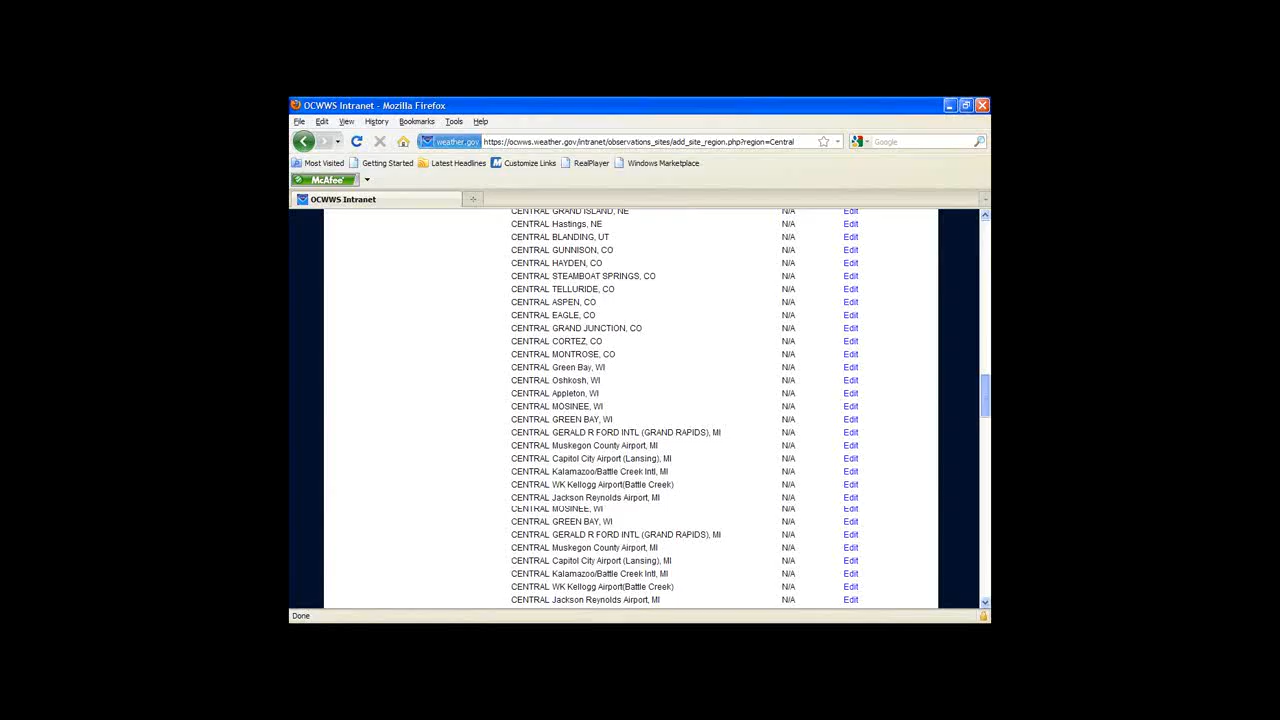 OCWWS Intranet - Mozilla Firefox
File Edit View History Bookmarks Tools Help
weather.gov https://ocwws.weather.gov/intranet/observations_sites/add_site_region.php?region=Central Google
Most Visited Getting Started Latest Headlines Customize Links RealPlayer Windows Marketplace
McAfee
OCWWS Intranet
CENTRAL GRAND ISLAND, NE N/A Edit
CENTRAL Hastings, NE N/A Edit
CENTRAL BLANDING, UT N/A Edit
CENTRAL GUNNISON, CO N/A Edit
CENTRAL HAYDEN, CO N/A Edit
CENTRAL STEAMBOAT SPRINGS, CO N/A Edit
CENTRAL TELLURIDE, CO N/A Edit
CENTRAL ASPEN, CO N/A Edit
CENTRAL EAGLE, CO N/A Edit
CENTRAL GRAND JUNCTION, CO N/A Edit
CENTRAL CORTEZ, CO N/A Edit
CENTRAL MONTROSE, CO N/A Edit
CENTRAL Green Bay, WI N/A Edit
CENTRAL Oshkosh, WI N/A Edit
CENTRAL Appleton, WI N/A Edit
CENTRAL MOSINEE, WI N/A Edit
CENTRAL GREEN BAY, WI N/A Edit
CENTRAL GERALD R FORD INTL (GRAND RAPIDS), MI N/A Edit
CENTRAL Muskegon County Airport, MI N/A Edit
CENTRAL Capitol City Airport (Lansing), MI N/A Edit
CENTRAL Kalamazoo/Battle Creek Intl, MI N/A Edit
CENTRAL WK Kellogg Airport(Battle Creek) N/A Edit
CENTRAL Jackson Reynolds Airport, MI N/A Edit
CENTRAL MOSINEE, WI N/A Edit
CENTRAL GREEN BAY, WI N/A Edit
CENTRAL GERALD R FORD INTL (GRAND RAPIDS), MI N/A Edit
CENTRAL Muskegon County Airport, MI N/A Edit
CENTRAL Capitol City Airport (Lansing), MI N/A Edit
CENTRAL Kalamazoo/Battle Creek Intl, MI N/A Edit
CENTRAL WK Kellogg Airport(Battle Creek) N/A Edit
CENTRAL Jackson Reynolds Airport, MI N/A Edit
Done